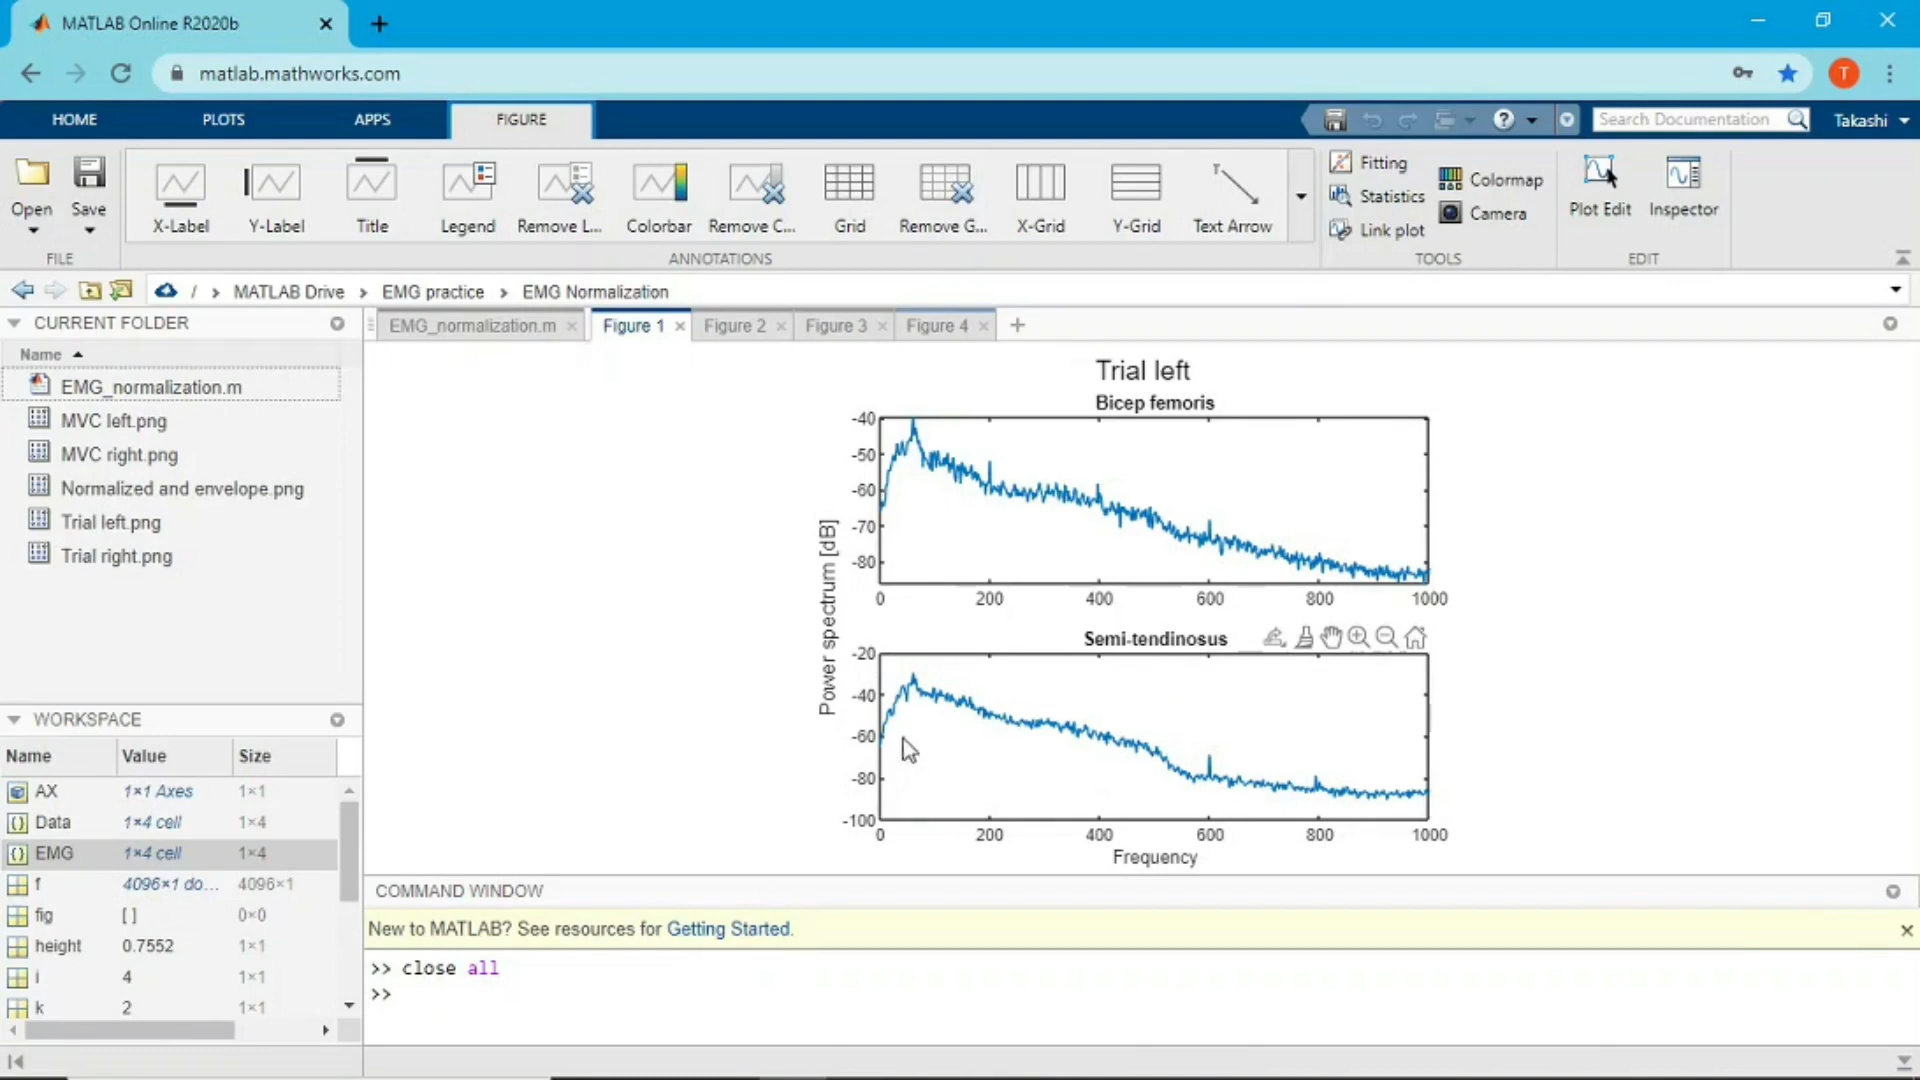 MATLAB Online R2020b
matlab.mathworks.com
T
HOME PLOTS APPS FIGURE
Search Documentation
Takashi
Open Save
FILE
X-Label Y-Label Title Legend Remove L... Colorbar Remove C... Grid Remove G... X-Grid Y-Grid Text Arrow
ANNOTATIONS
Fitting
Statistics
Link plot
Colormap
Camera
TOOLS
Plot Edit Inspector
EDIT
/ › MATLAB Drive › EMG practice › EMG Normalization
CURRENT FOLDER
Name
EMG_normalization.m
MVC left.png
MVC right.png
Normalized and envelope.png
Trial left.png
Trial right.png
WORKSPACE
Name Value Size
AX 1×1 Axes 1×1
Data 1×4 cell 1×4
EMG 1×4 cell 1×4
f 4096×1 do... 4096×1
fig [ ] 0×0
height 0.7552 1×1
i 4 1×1
k 2 1×1
EMG_normalization.m Figure 1 Figure 2 Figure 3 Figure 4
Trial left
Bicep femoris
-40
-50
-60
-70
-80
0 200 400 600 800 1000
Power spectrum [dB]
Semi-tendinosus
-20
-40
-60
-80
-100
0 200 400 600 800 1000
Frequency
COMMAND WINDOW
New to MATLAB? See resources for Getting Started.
>> close all
>>